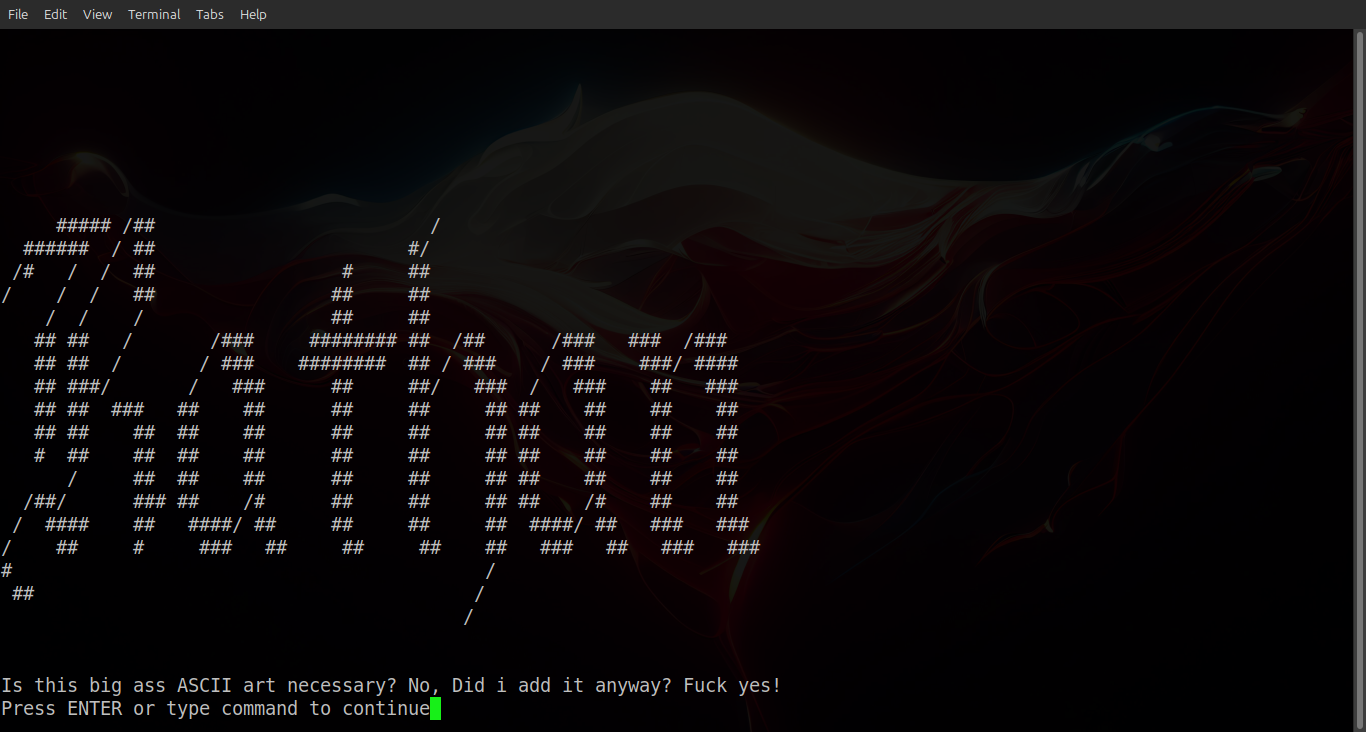 Rathan
Is this big ass ASCII art necessary? No, Did i add it anyway? Fuck yes!
Press ENTER or type command to continue
File Edit View Terminal Tabs Help